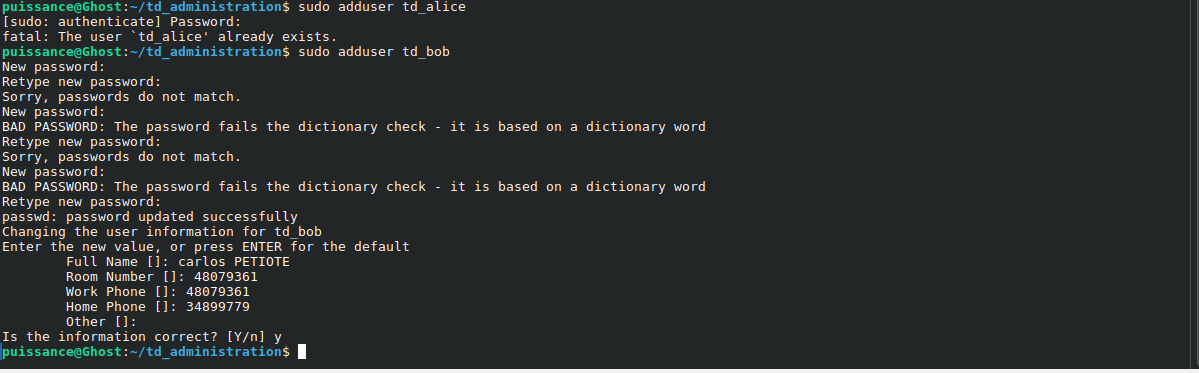 puissance@Ghost:~/td_administration$ sudo adduser td_alice
[sudo: authenticate] Password:
fatal: The user `td_alice' already exists.
puissance@Ghost:~/td_administration$ sudo adduser td_bob
New password:
Retype new password:
Sorry, passwords do not match.
New password:
BAD PASSWORD: The password fails the dictionary check - it is based on a dictionary word
Retype new password:
Sorry, passwords do not match.
New password:
BAD PASSWORD: The password fails the dictionary check - it is based on a dictionary word
Retype new password:
passwd: password updated successfully
Changing the user information for td_bob
Enter the new value, or press ENTER for the default
        Full Name []: carlos PETIOTE
        Room Number []: 48079361
        Work Phone []: 48079361
        Home Phone []: 34899779
        Other []:
Is the information correct? [Y/n] y
puissance@Ghost:~/td_administration$